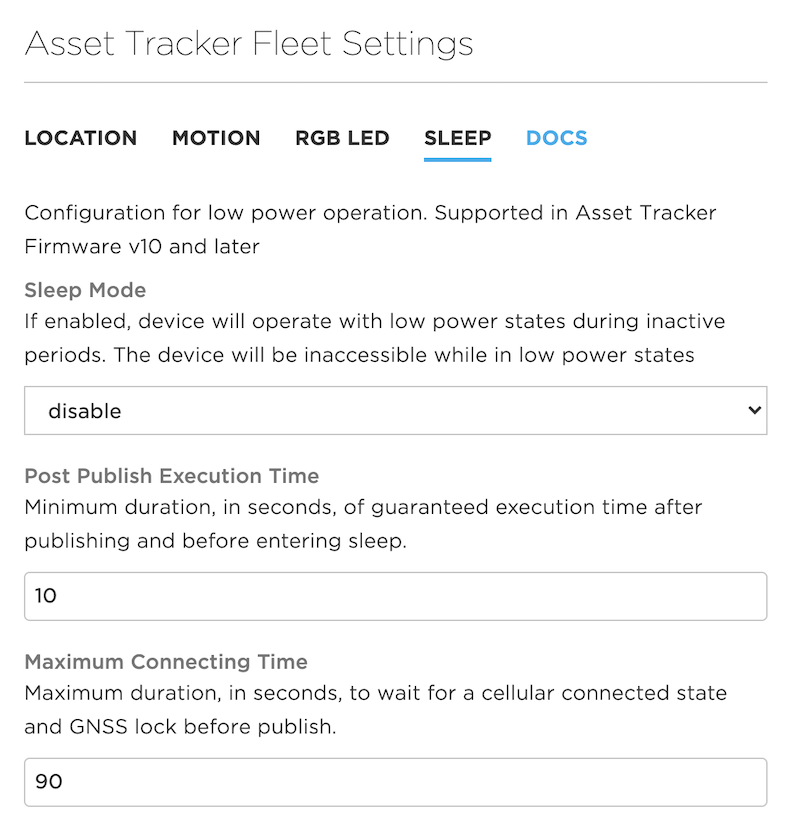 Asset Tracker Fleet Settings
LOCATION MOTION RGB LED SLEEP DOCS
Configuration for low power operation. Supported in Asset Tracker
Firmware v10 and later
Sleep Mode
If enabled, device will operate with low power states during inactive
periods. The device will be inaccessible while in low power states
disable
Post Publish Execution Time
Minimum duration, in seconds, of guaranteed execution time after
publishing and before entering sleep.
10
Maximum Connecting Time
Maximum duration, in seconds, to wait for a cellular connected state
and GNSS lock before publish.
90